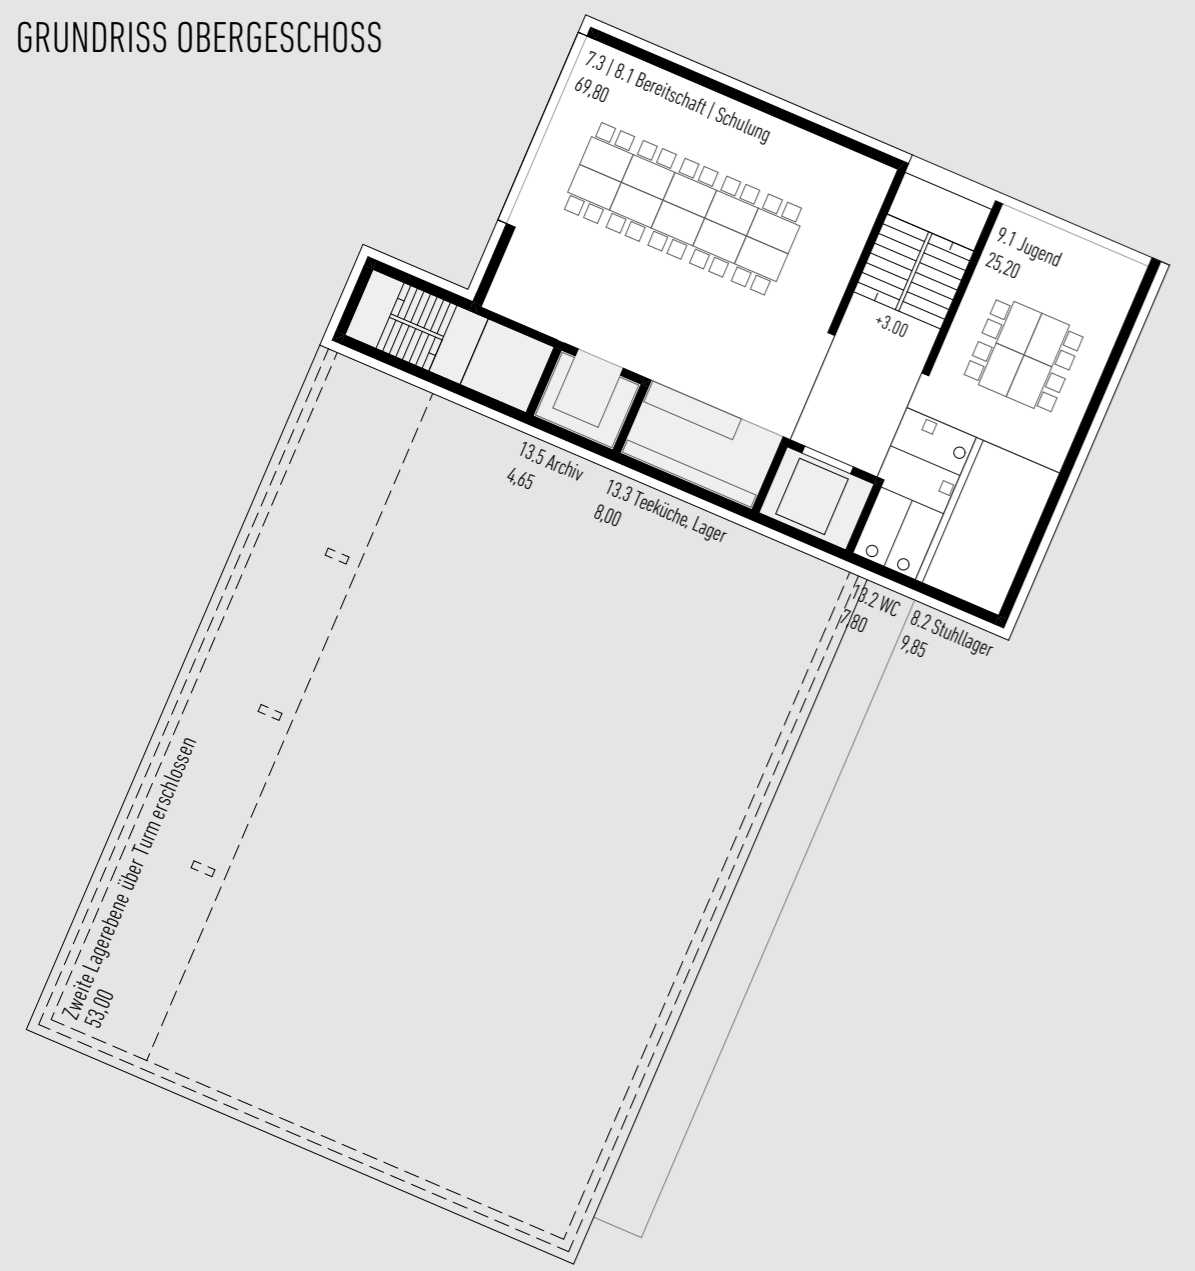 GRUNDRISS OBERGESCHOSS
7.3 | 8.1 Bereitschaft | Schulung
69,80
9.1 Jugend
25,20
+3.00
13.5 Archiv
4,65
13.3 Teeküche, Lager
8,00
13.2 WC
7,80
8.2 Stuhllager
9,85
Zweite Lagerebene über Turm erschlossen
53,00